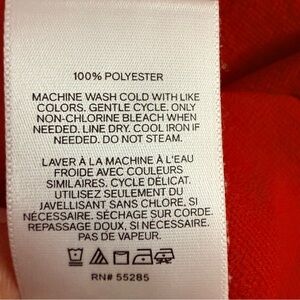 100% POLYESTER
MACHINE WASH COLD WITH LIKE
COLORS. GENTLE CYCLE. ONLY
NON-CHLORINE BLEACH WHEN
NEEDED. LINE DRY. COOL IRON IF
NEEDED. DO NOT STEAM.
LAVER À LA MACHINE À L'EAU
FROIDE AVEC COULEURS
SIMILAIRES. CYCLE DÉLICAT.
UTILIZEZ SEULEMENT DU
JAVELLISANT SANS CHLORE, SI
NÉCESSAIRE. SÉCHAGE SUR CORDE.
REPASSAGE DOUX, SI NÉCESSAIRE.
PAS DE VAPEUR.
RN# 55285